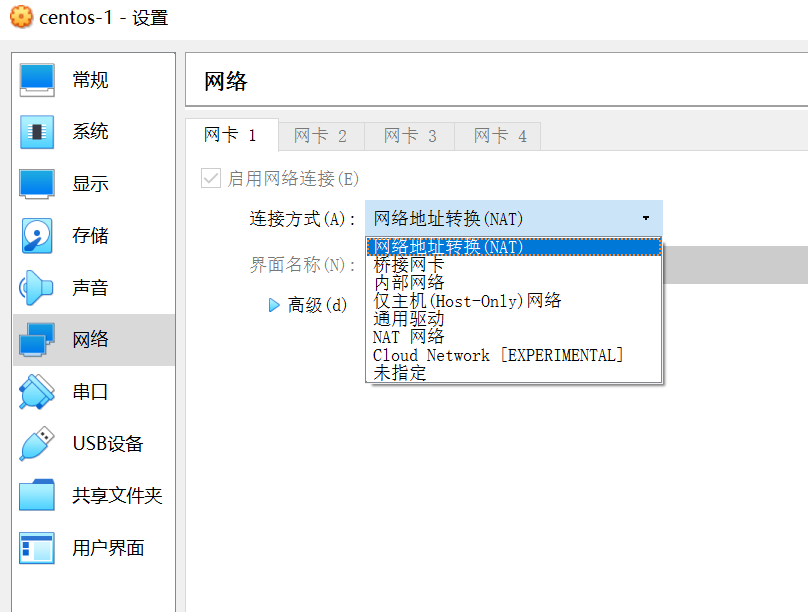 centos-1 - 设置
常规
系统
显示
存储
声音
网络
串口
USB设备
共享文件夹
用户界面
网络
网卡 1 网卡 2 网卡 3 网卡 4
启用网络连接(E)
连接方式(A): 网络地址转换(NAT)
网络地址转换(NAT)
界面名称(N): 桥接网卡
内部网络
高级(d) 仅主机(Host-Only)网络
通用驱动
NAT 网络
Cloud Network [EXPERIMENTAL]
未指定